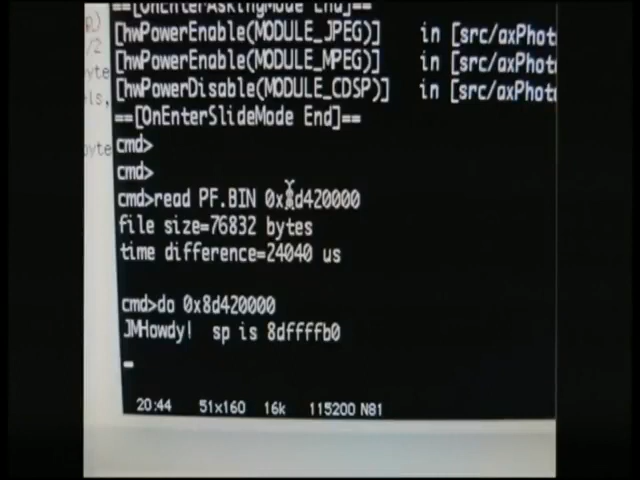 ==[OnEnterAskingMode End]==
[hwPowerEnable(MODULE_JPEG)] in [src/axPhot
[hwPowerEnable(MODULE_MPEG)] in [src/axPhot
[hwPowerDisable(MODULE_CDSP)] in [src/axPhot
==[OnEnterSlideMode End]==
cmd>
cmd>
cmd>read PF.BIN 0x8d420000
file size=76832 bytes
time difference=24040 us
cmd>do 0x8d420000
JMHowdy! sp is 8dffffb0
20:44 51x160 16k 115200 N81